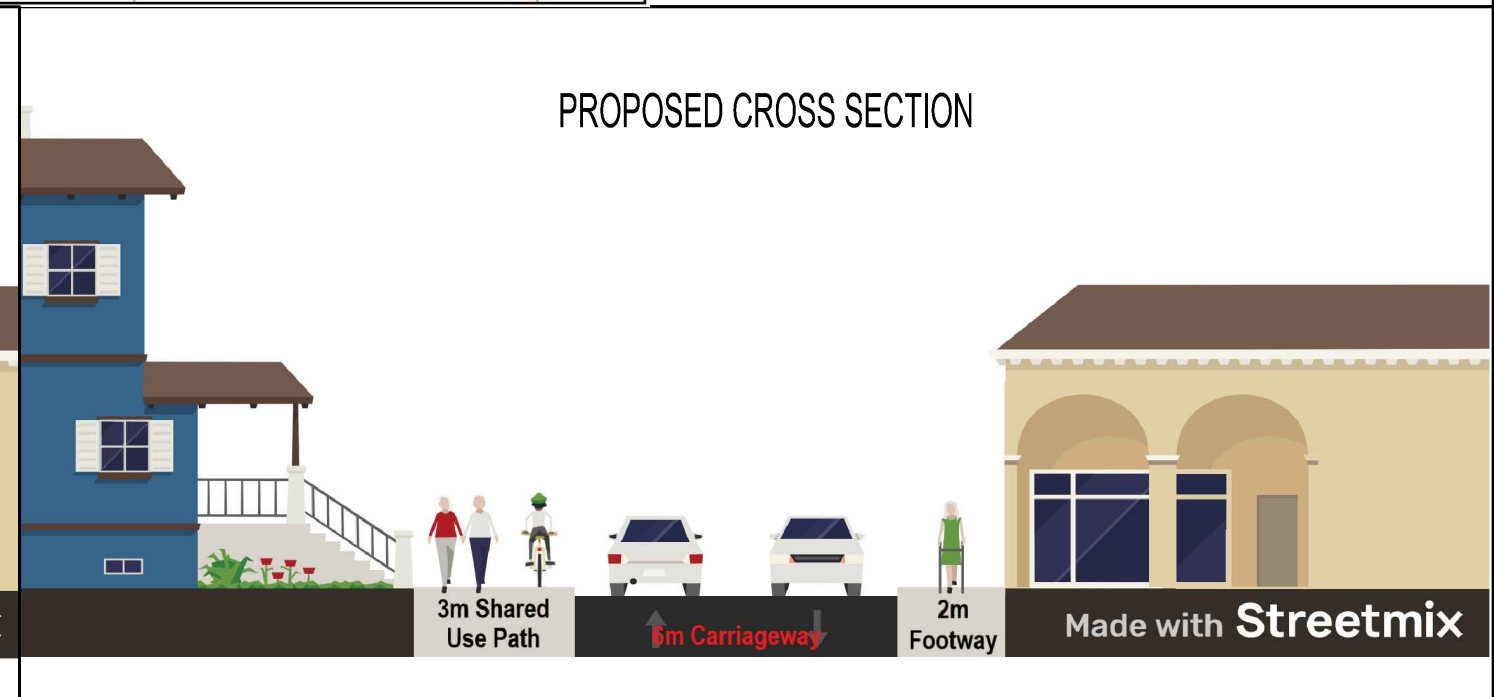 PROPOSED CROSS SECTION
3m Shared
Use Path
6m Carriageway
2m
Footway
Made with Streetmix